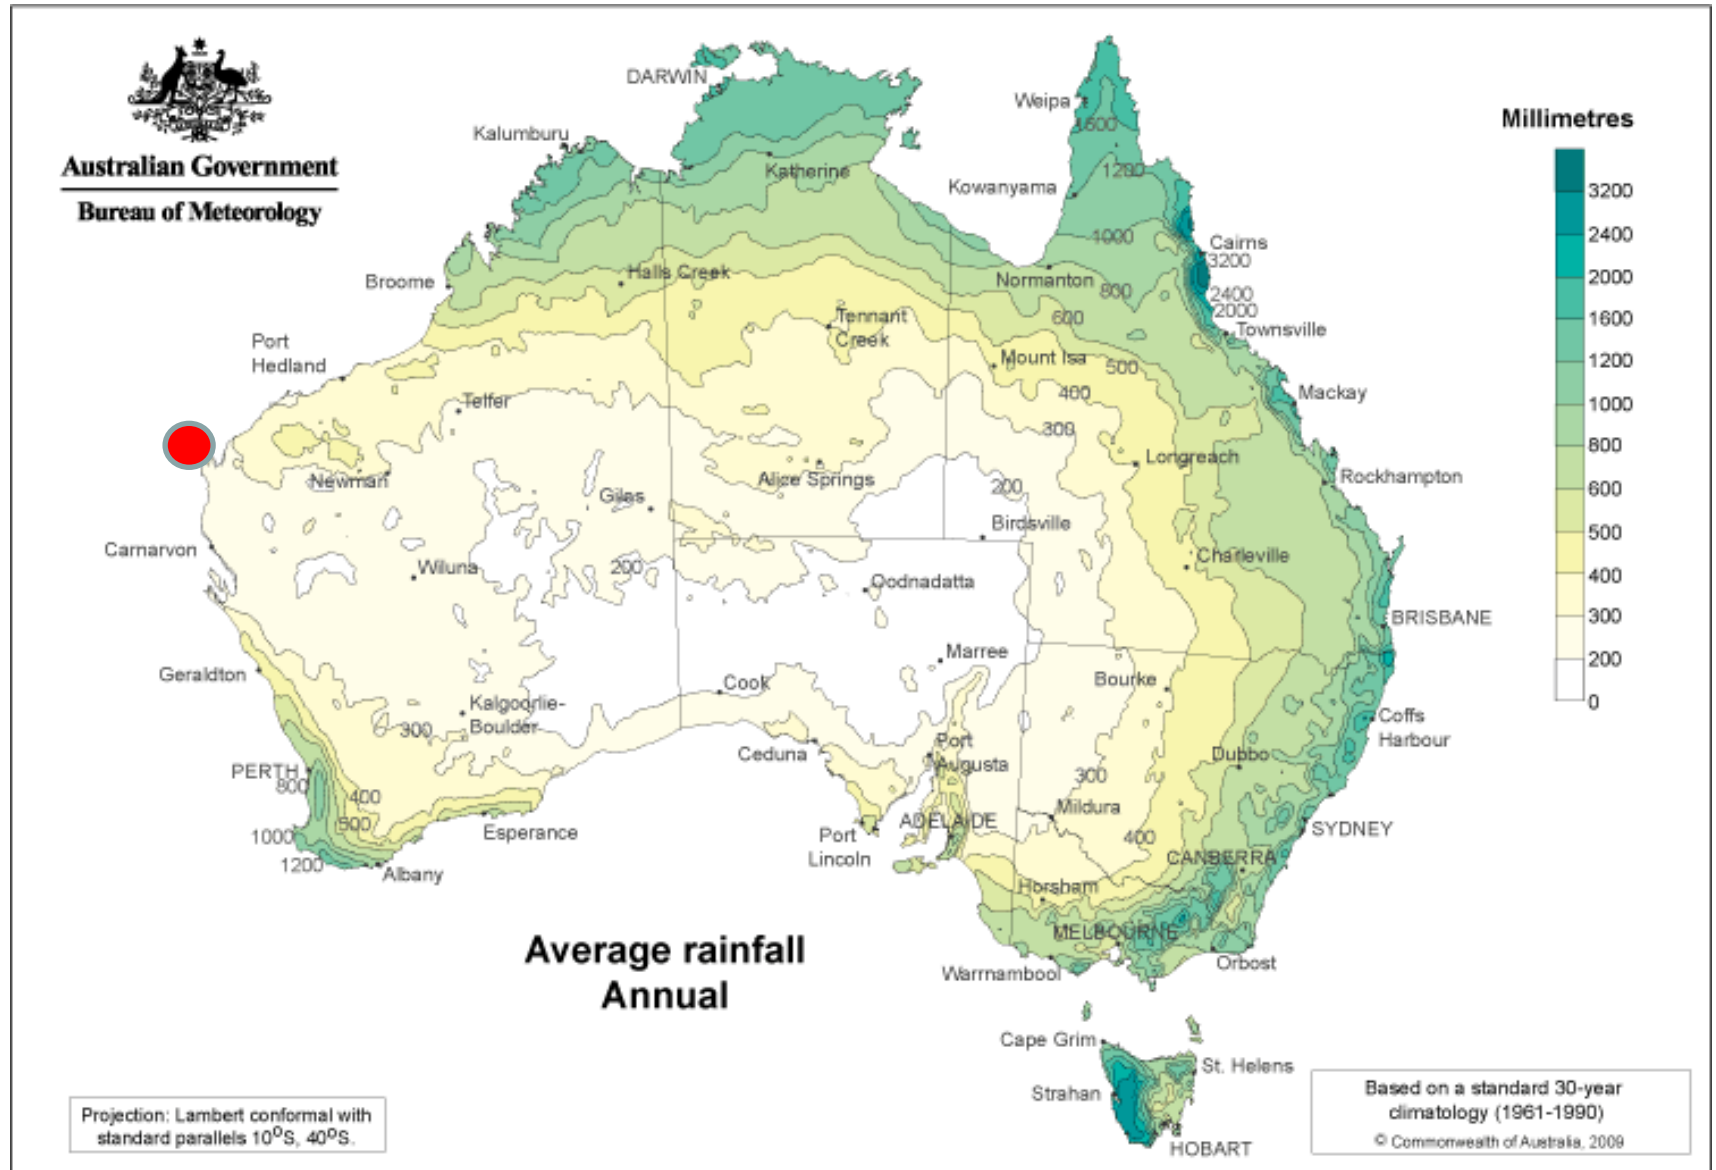 Australian Government
Bureau of Meteorology
DARWIN
Weipa
1600
Kalumburu
Katherine
1200
Kowanyama
1000
Cairns
3200
Broome
Halls Creek
Normanton
800
2400
2000
600
Tennant
Creek
Townsville
Port
Hedland
Mount Isa
500
400
Mackay
Telfer
300
Longreach
Newman
Alice Springs
Rockhampton
Giles
200
Birdsville
Carnarvon
Wiluna
200
Charleville
Oodnadatta
BRISBANE
Marree
Geraldton
Cook
Bourke
Kalgoorlie-
Boulder
300
Coffs
Harbour
Port
Augusta
Ceduna
Dubbo
PERTH
800
300
400
Mildura
500
ADELAIDE
1000
Esperance
Port
Lincoln
400
SYDNEY
1200
Albany
CANBERRA
Horsham
MELBOURNE
Warrnambool
Orbost
Cape Grim
St. Helens
Strahan
HOBART
Millimetres
3200
2400
2000
1600
1200
1000
800
600
500
400
300
200
0
Average rainfall
Annual
Projection: Lambert conformal with
standard parallels 10ºS, 40ºS.
Based on a standard 30-year
climatology (1961-1990)
© Commonwealth of Australia, 2009